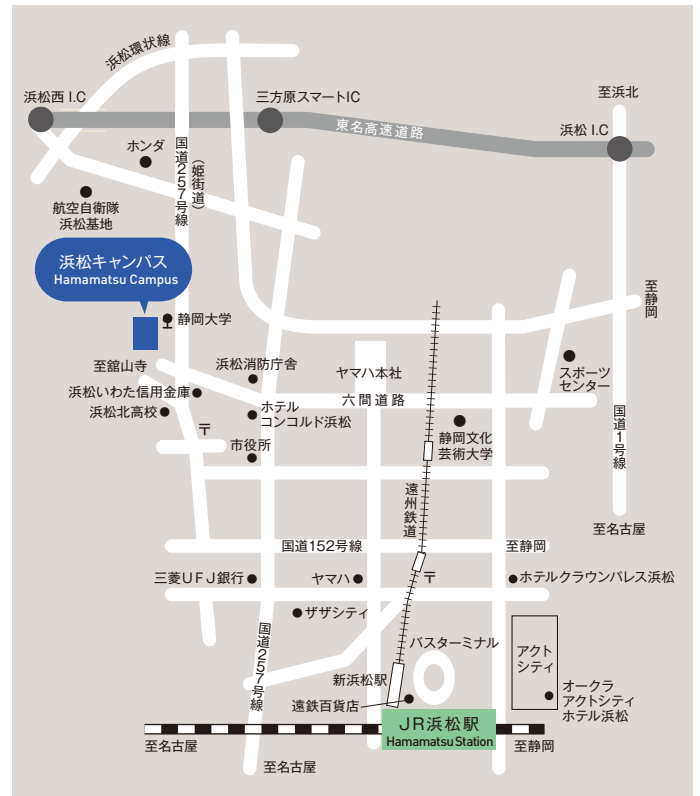 浜松環状線
浜松西 I.C
三方原スマートIC
至浜北
東名高速道路
浜松 I.C
ホンダ
国道257号線
(姫街道)
航空自衛隊
浜松基地
浜松キャンパス
Hamamatsu Campus
至静岡
静岡大学
至舘山寺
浜松消防庁舎
ヤマハ本社
スポーツ
センター
浜松いわた信用金庫
六間道路
浜松北高校
ホテル
コンコルド浜松
国道1号線
〒
市役所
静岡文化
芸術大学
遠州鉄道
至名古屋
国道152号線
至静岡
三菱UFJ銀行
ヤマハ
〒
ホテルクラウンパレス浜松
ザザシティ
国道257号線
バスターミナル
アクト
シティ
新浜松駅
遠鉄百貨店
オークラ
アクトシティ
ホテル浜松
JR浜松駅
Hamamatsu Station
至名古屋
至静岡
至名古屋